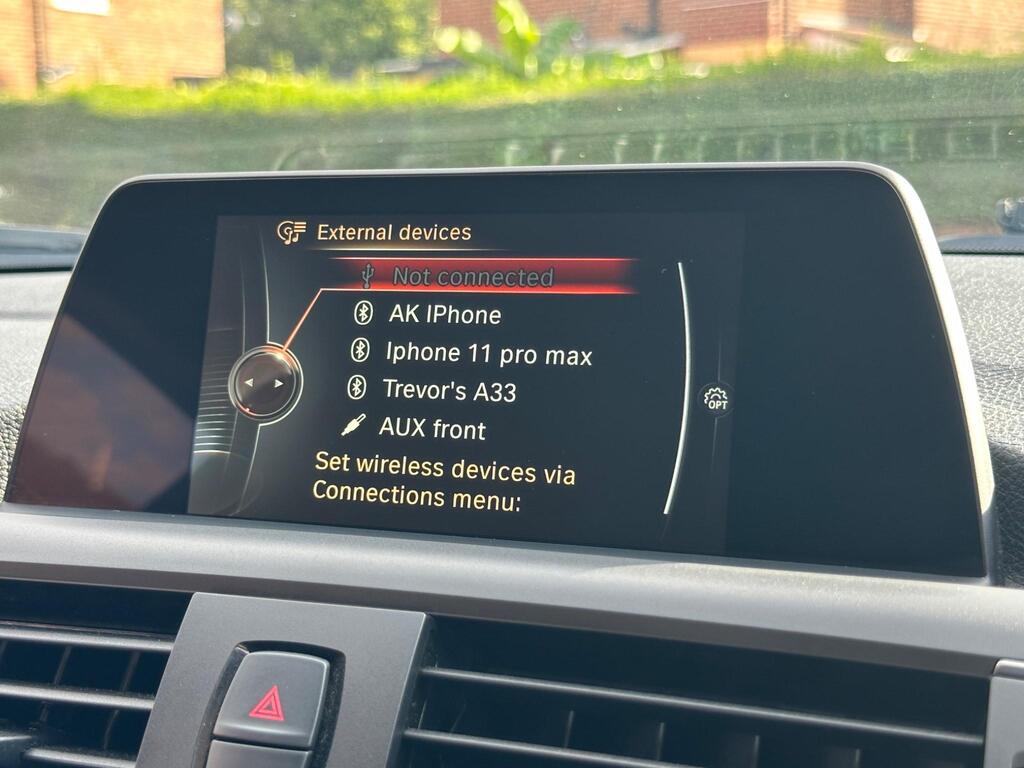 External devices
Not connected
AK IPhone
Iphone 11 pro max
Trevor's A33
AUX front
OPT
Set wireless devices via
Connections menu: